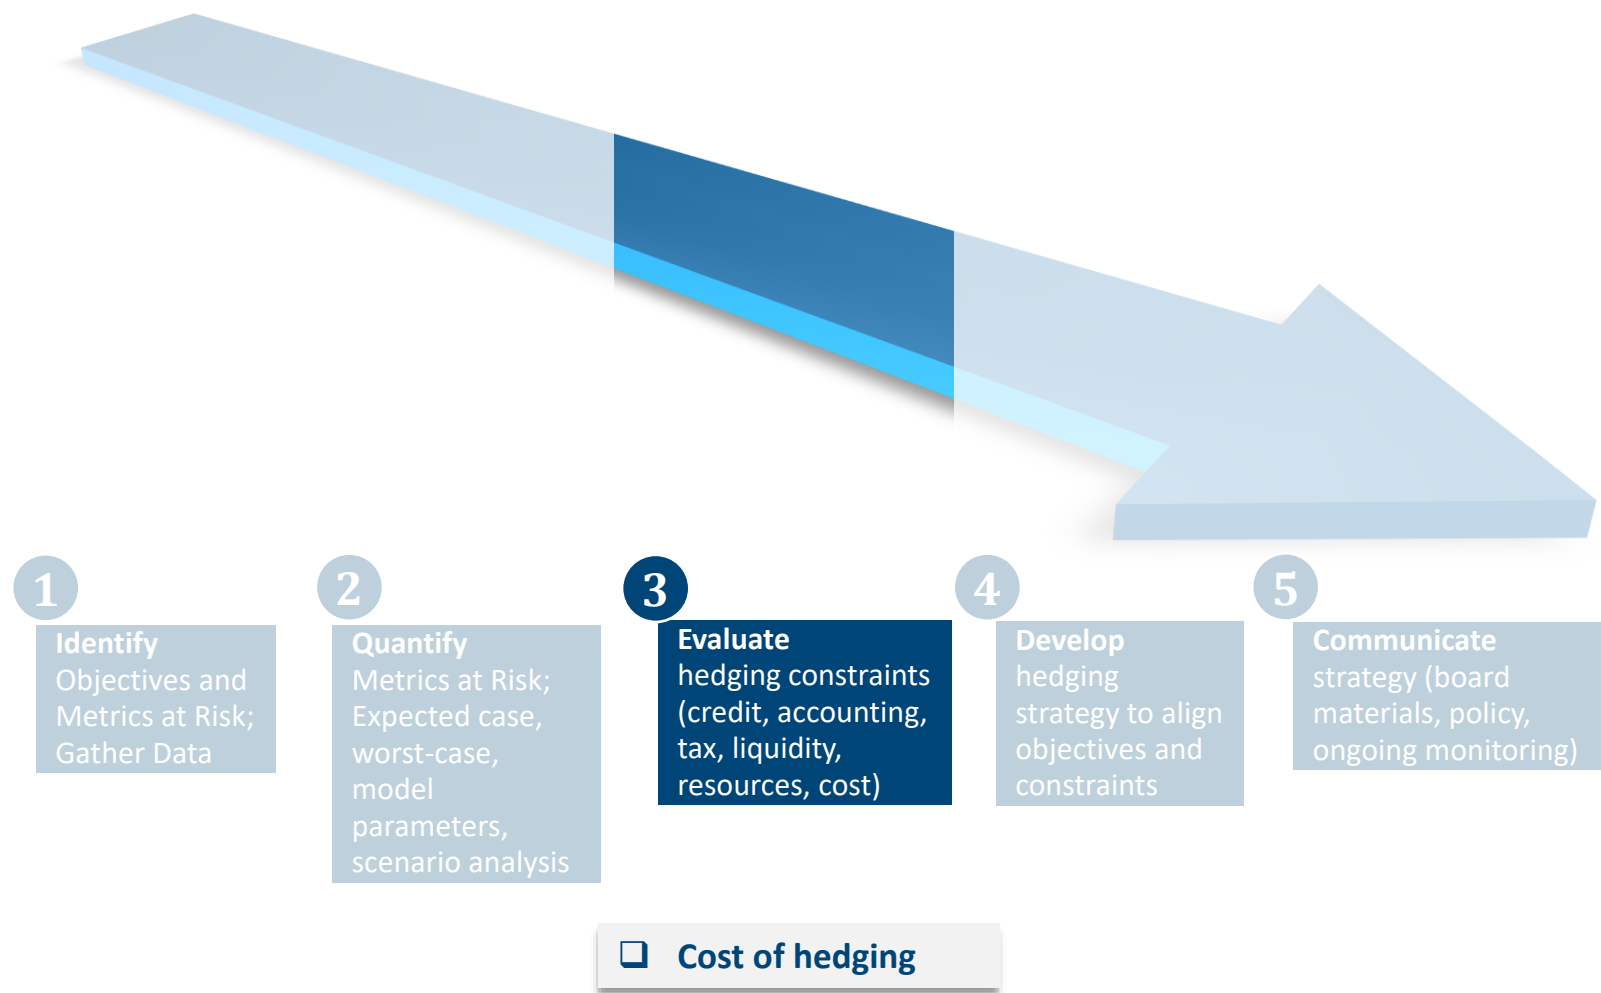 1
Identify
Objectives and
Metrics at Risk;
Gather Data
2
Quantify
Metrics at Risk;
Expected case,
worst-case,
model
parameters,
scenario analysis
3
Evaluate
hedging constraints
(credit, accounting,
tax, liquidity,
resources, cost)
4
Develop
hedging
strategy to align
objectives and
constraints
5
Communicate
strategy (board
materials, policy,
ongoing monitoring)
❑ Cost of hedging